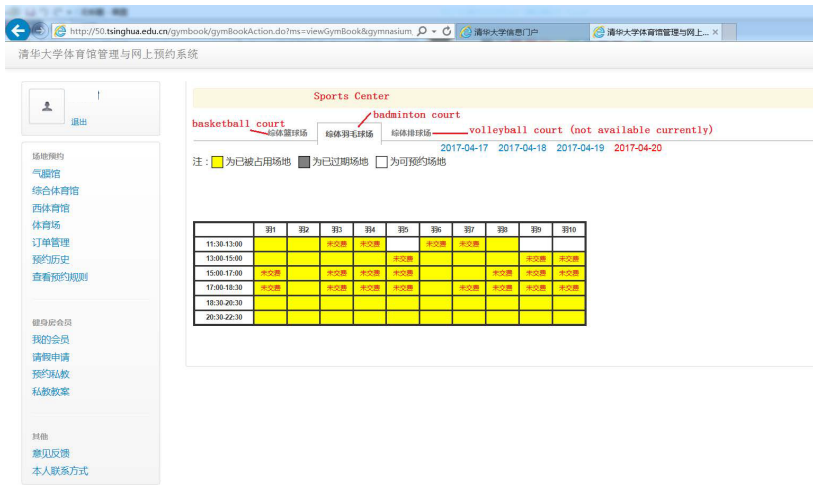 http://50.tsinghua.edu.cn/gymbook/gymBookAction.do?ms=viewGymBook&gymnasium_
清华大学信息门户
清华大学体育馆管理与网上... ×
清华大学体育馆管理与网上预约系统
退出
场地预约
气膜馆
综合体育馆
西体育馆
体育场
订单管理
预约历史
查看预约规则
健身房会员
我的会员
请假申请
预约私教
私教教案
其他
意见反馈
本人联系方式
Sports Center
badminton court
basketball court
volleyball court (not available currently)
综体篮球场 综体羽毛球场 综体排球场
2017-04-17 2017-04-18 2017-04-19 2017-04-20
注： 为已被占用场地 为已过期场地 为可预约场地
羽1 羽2 羽3 羽4 羽5 羽6 羽7 羽8 羽9 羽10
11:30-13:00 未交费 未交费 未交费 未交费
13:00-15:00 未交费 未交费 未交费
15:00-17:00 未交费 未交费 未交费 未交费 未交费 未交费 未交费
17:00-18:30 未交费 未交费 未交费 未交费 未交费 未交费 未交费 未交费
18:30-20:30
20:30-22:30